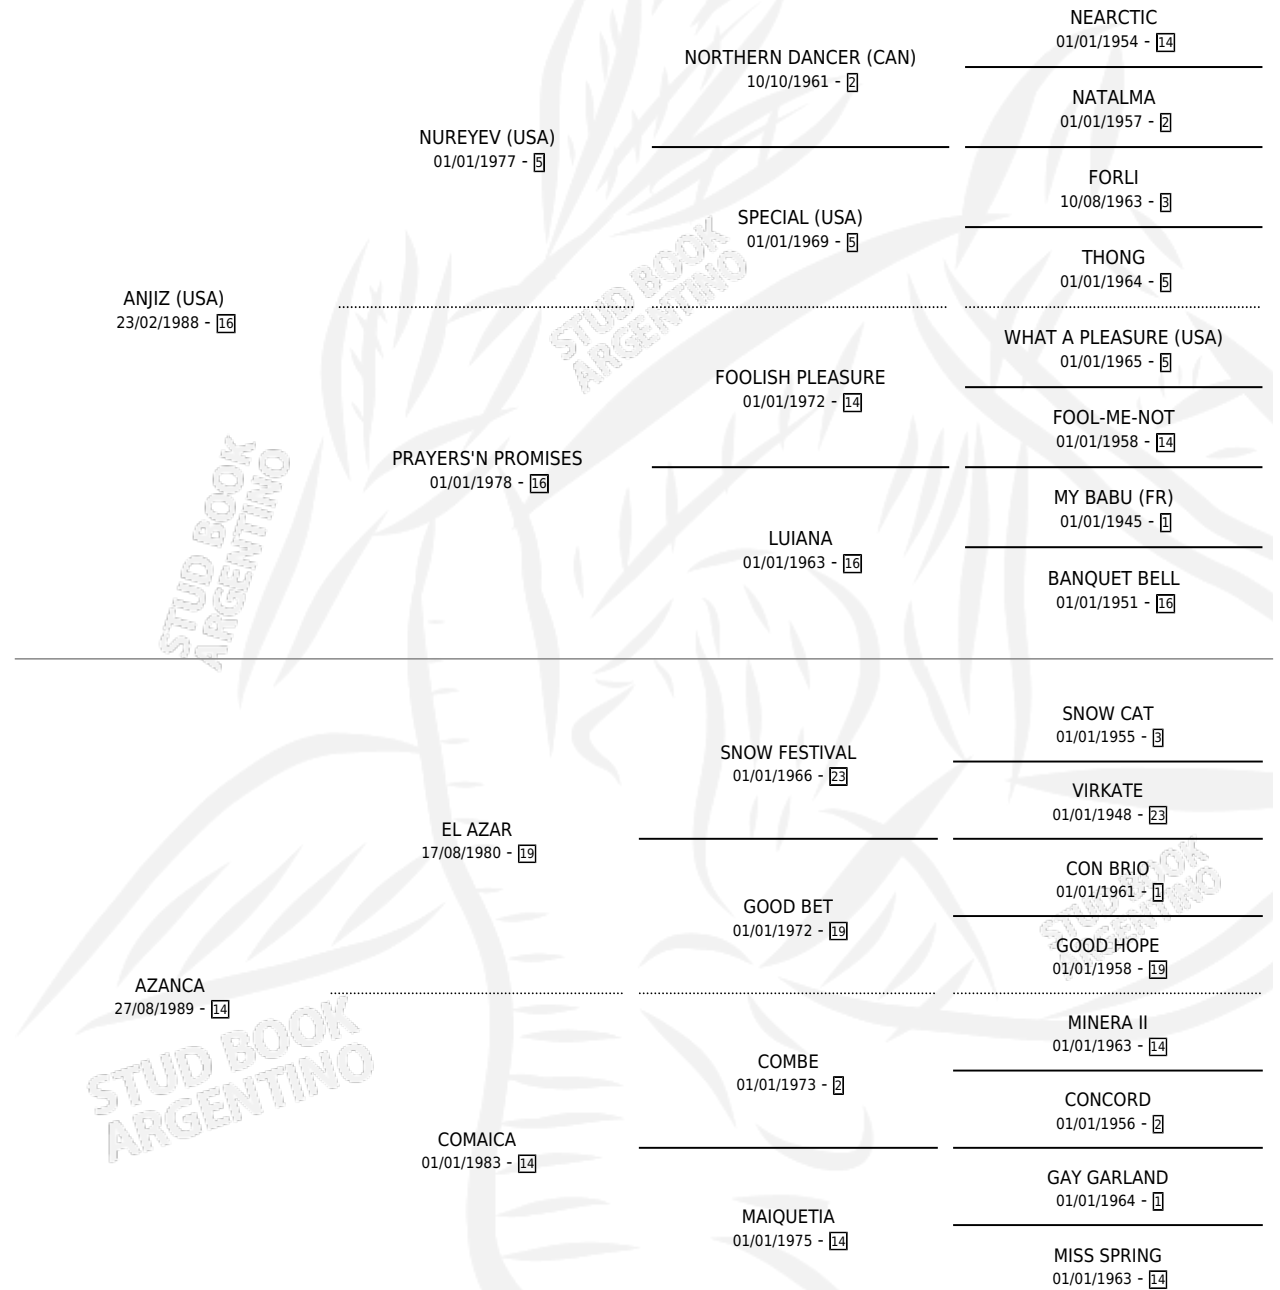 NEARCTIC
01/01/1954 - 14
NORTHERN DANCER (CAN)
10/10/1961 - 2
NATALMA
01/01/1957 - 2
NUREYEV (USA)
01/01/1977 - 5
FORLI
10/08/1963 - 3
SPECIAL (USA)
01/01/1969 - 5
THONG
01/01/1964 - 5
ANJIZ (USA)
23/02/1988 - 16
STUD BOOK
ARGENTINO
WHAT A PLEASURE (USA)
01/01/1965 - 5
FOOLISH PLEASURE
01/01/1972 - 14
FOOL-ME-NOT
01/01/1958 - 14
PRAYERS'N PROMISES
01/01/1978 - 16
MY BABU (FR)
01/01/1945 - 1
LUIANA
01/01/1963 - 16
BANQUET BELL
01/01/1951 - 16
STUD BOOK
ARGENTINO
SNOW CAT
01/01/1955 - 3
SNOW FESTIVAL
01/01/1966 - 23
VIRKATE
01/01/1948 - 23
EL AZAR
17/08/1980 - 19
CON BRIO
01/01/1961 - 1
GOOD BET
01/01/1972 - 19
GOOD HOPE
01/01/1958 - 19
STUD BOOK
ARGENTINO
AZANCA
27/08/1989 - 14
MINERA II
01/01/1963 - 14
COMBE
01/01/1973 - 2
CONCORD
01/01/1956 - 2
STUD BOOK
ARGENTINO
COMAICA
01/01/1983 - 14
GAY GARLAND
01/01/1964 - 1
MAIQUETIA
01/01/1975 - 14
MISS SPRING
01/01/1963 - 14